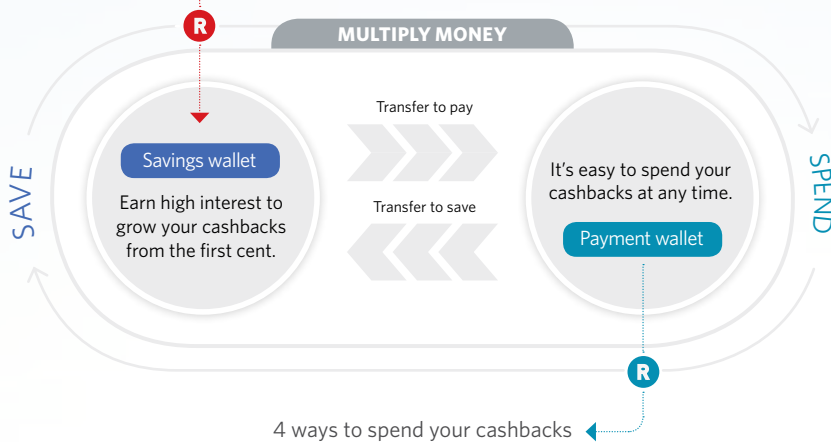 R
MULTIPLY MONEY
SAVE
Savings wallet
Earn high interest to
grow your cashbacks
from the first cent.
Transfer to pay
Transfer to save
It's easy to spend your
cashbacks at any time.
Payment wallet
SPEND
R
4 ways to spend your cashbacks